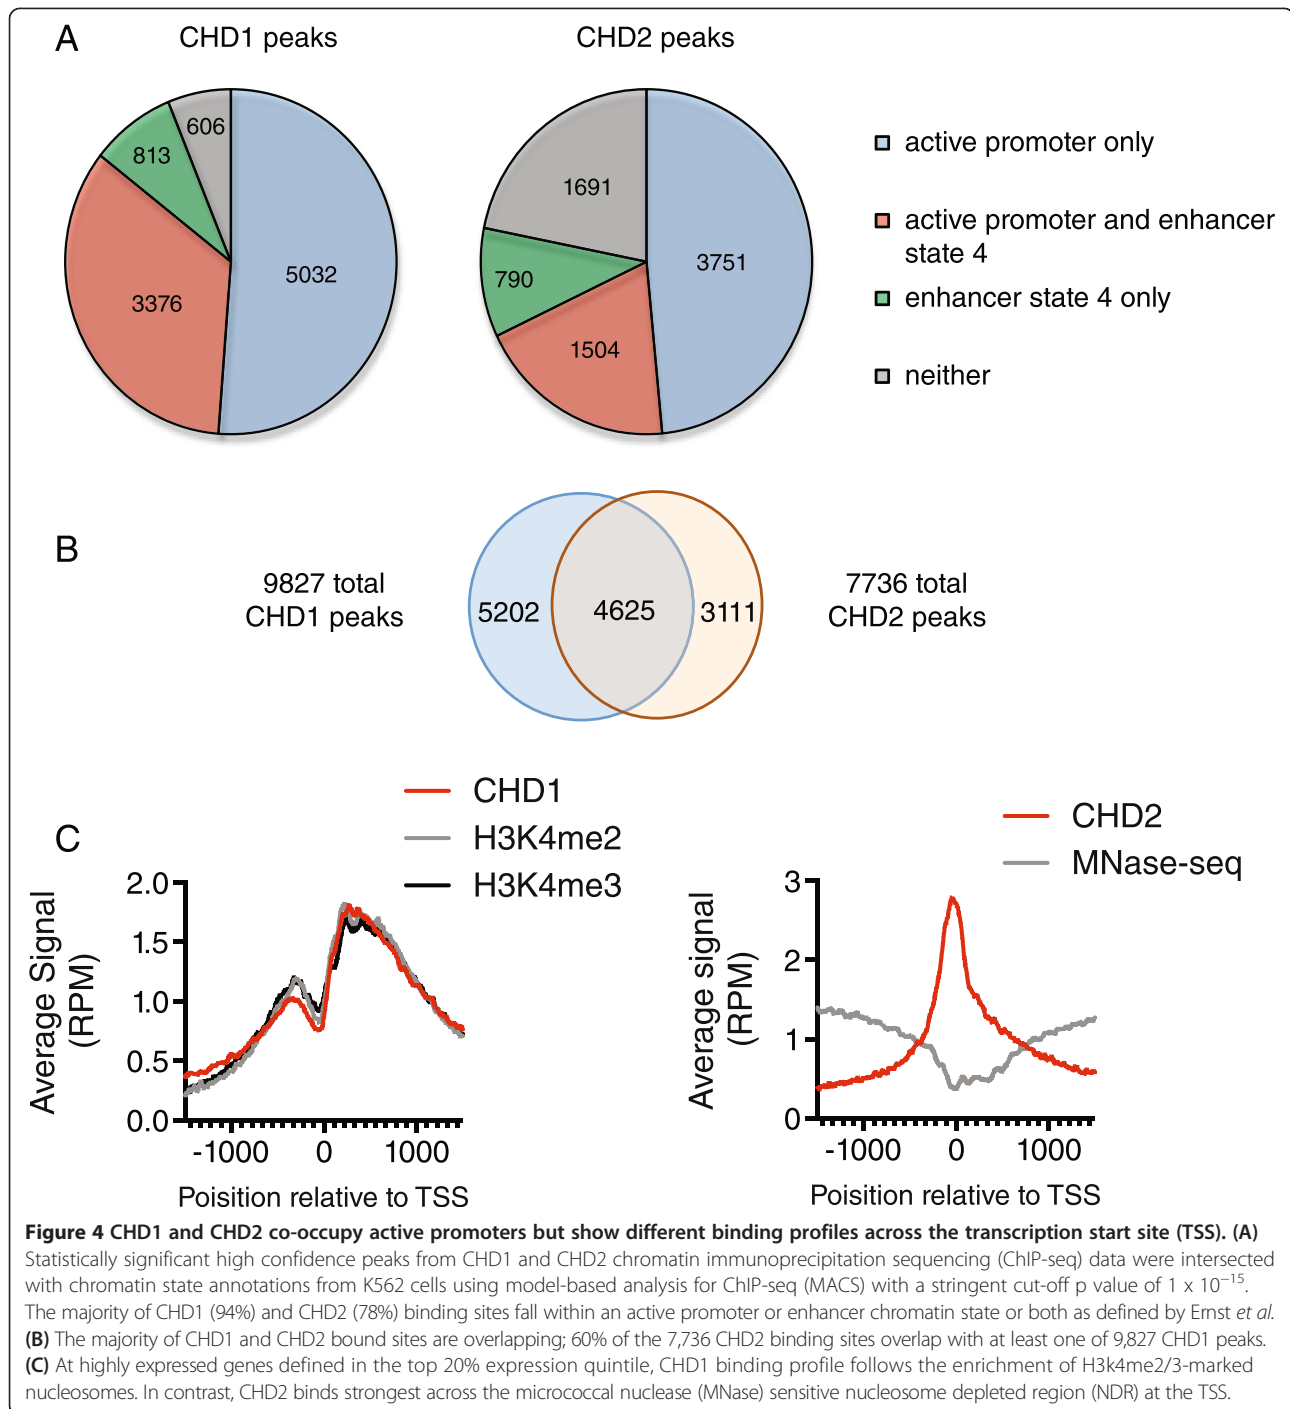 A
CHD1 peaks
CHD2 peaks
606
813
5032
3376
1691
790
3751
1504
active promoter only
active promoter and enhancer
state 4
enhancer state 4 only
neither
B
9827 total
CHD1 peaks
5202
4625
3111
7736 total
CHD2 peaks
C
CHD1
H3K4me2
H3K4me3
Average Signal
(RPM)
2.0
1.5
1.0
0.5
0.0
-1000
0
1000
Poisition relative to TSS
CHD2
MNase-seq
Average signal
(RPM)
3
2
1
0
-1000
0
1000
Poisition relative to TSS
Figure 4 CHD1 and CHD2 co-occupy active promoters but show different binding profiles across the transcription start site (TSS). (A)
Statistically significant high confidence peaks from CHD1 and CHD2 chromatin immunoprecipitation sequencing (ChIP-seq) data were intersected
with chromatin state annotations from K562 cells using model-based analysis for ChIP-seq (MACS) with a stringent cut-off p value of 1 x 10⁻¹⁵.
The majority of CHD1 (94%) and CHD2 (78%) binding sites fall within an active promoter or enhancer chromatin state or both as defined by Ernst et al.
(B) The majority of CHD1 and CHD2 bound sites are overlapping; 60% of the 7,736 CHD2 binding sites overlap with at least one of 9,827 CHD1 peaks.
(C) At highly expressed genes defined in the top 20% expression quintile, CHD1 binding profile follows the enrichment of H3k4me2/3-marked
nucleosomes. In contrast, CHD2 binds strongest across the micrococcal nuclease (MNase) sensitive nucleosome depleted region (NDR) at the TSS.